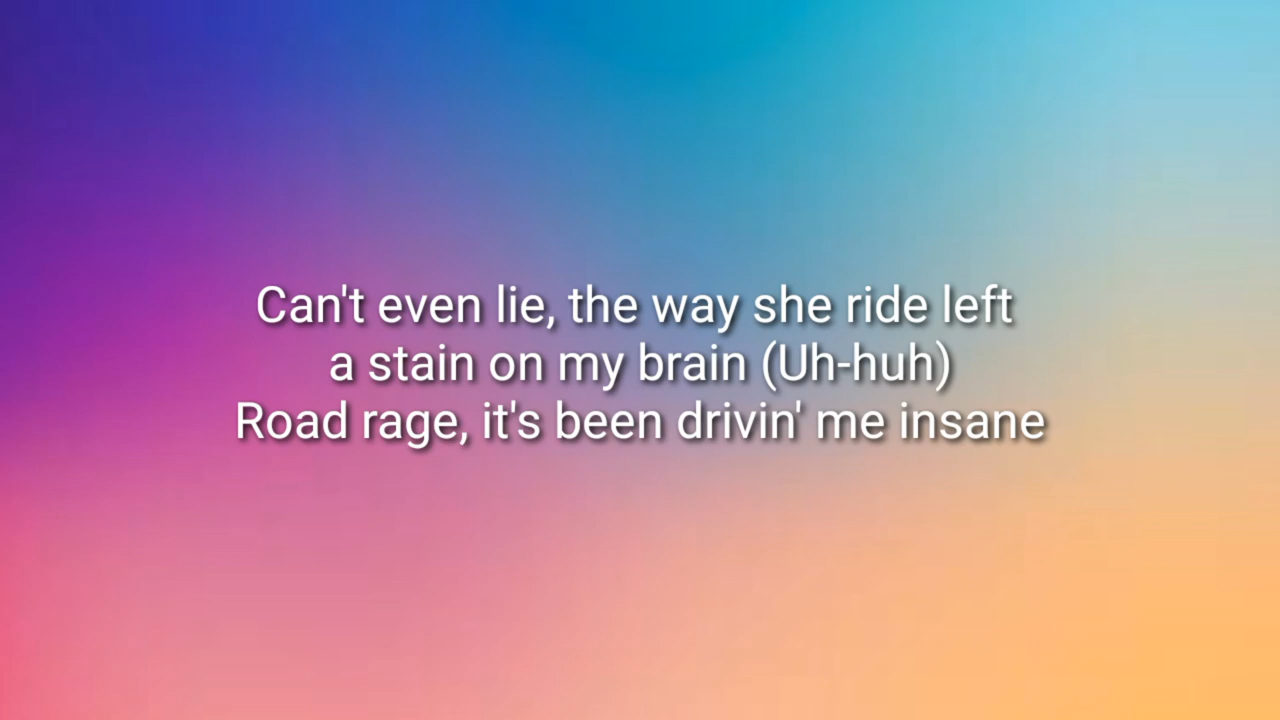 Can't even lie, the way she ride left
a stain on my brain (Uh-huh)
Road rage, it's been drivin' me insane